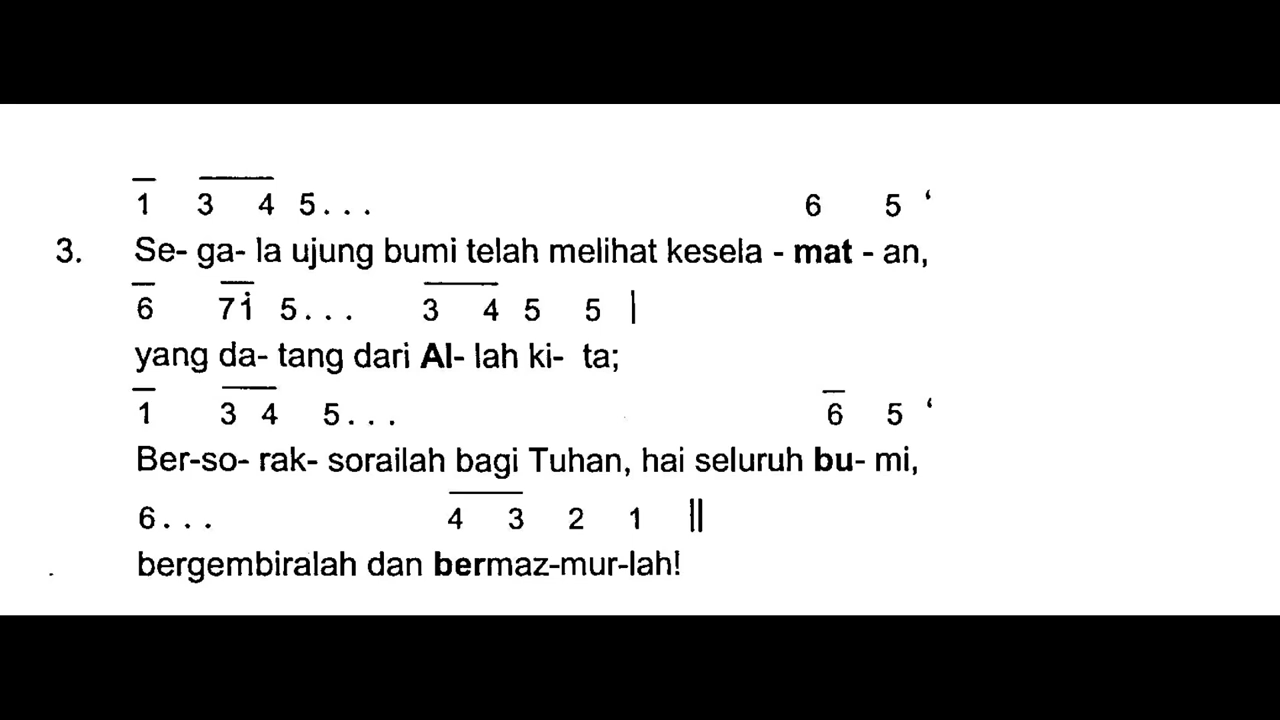 1 3 4 5... 6 5 ‘
3. Se- ga- la ujung bumi telah melihat kesela - mat - an,
6 7i 5... 3 4 5 5 |
yang da- tang dari Al- lah ki- ta;
1 3 4 5... 6 5 ‘
Ber-so- rak- sorailah bagi Tuhan, hai seluruh bu- mi,
6... 4 3 2 1 ||
bergembiralah dan bermaz-mur-lah!